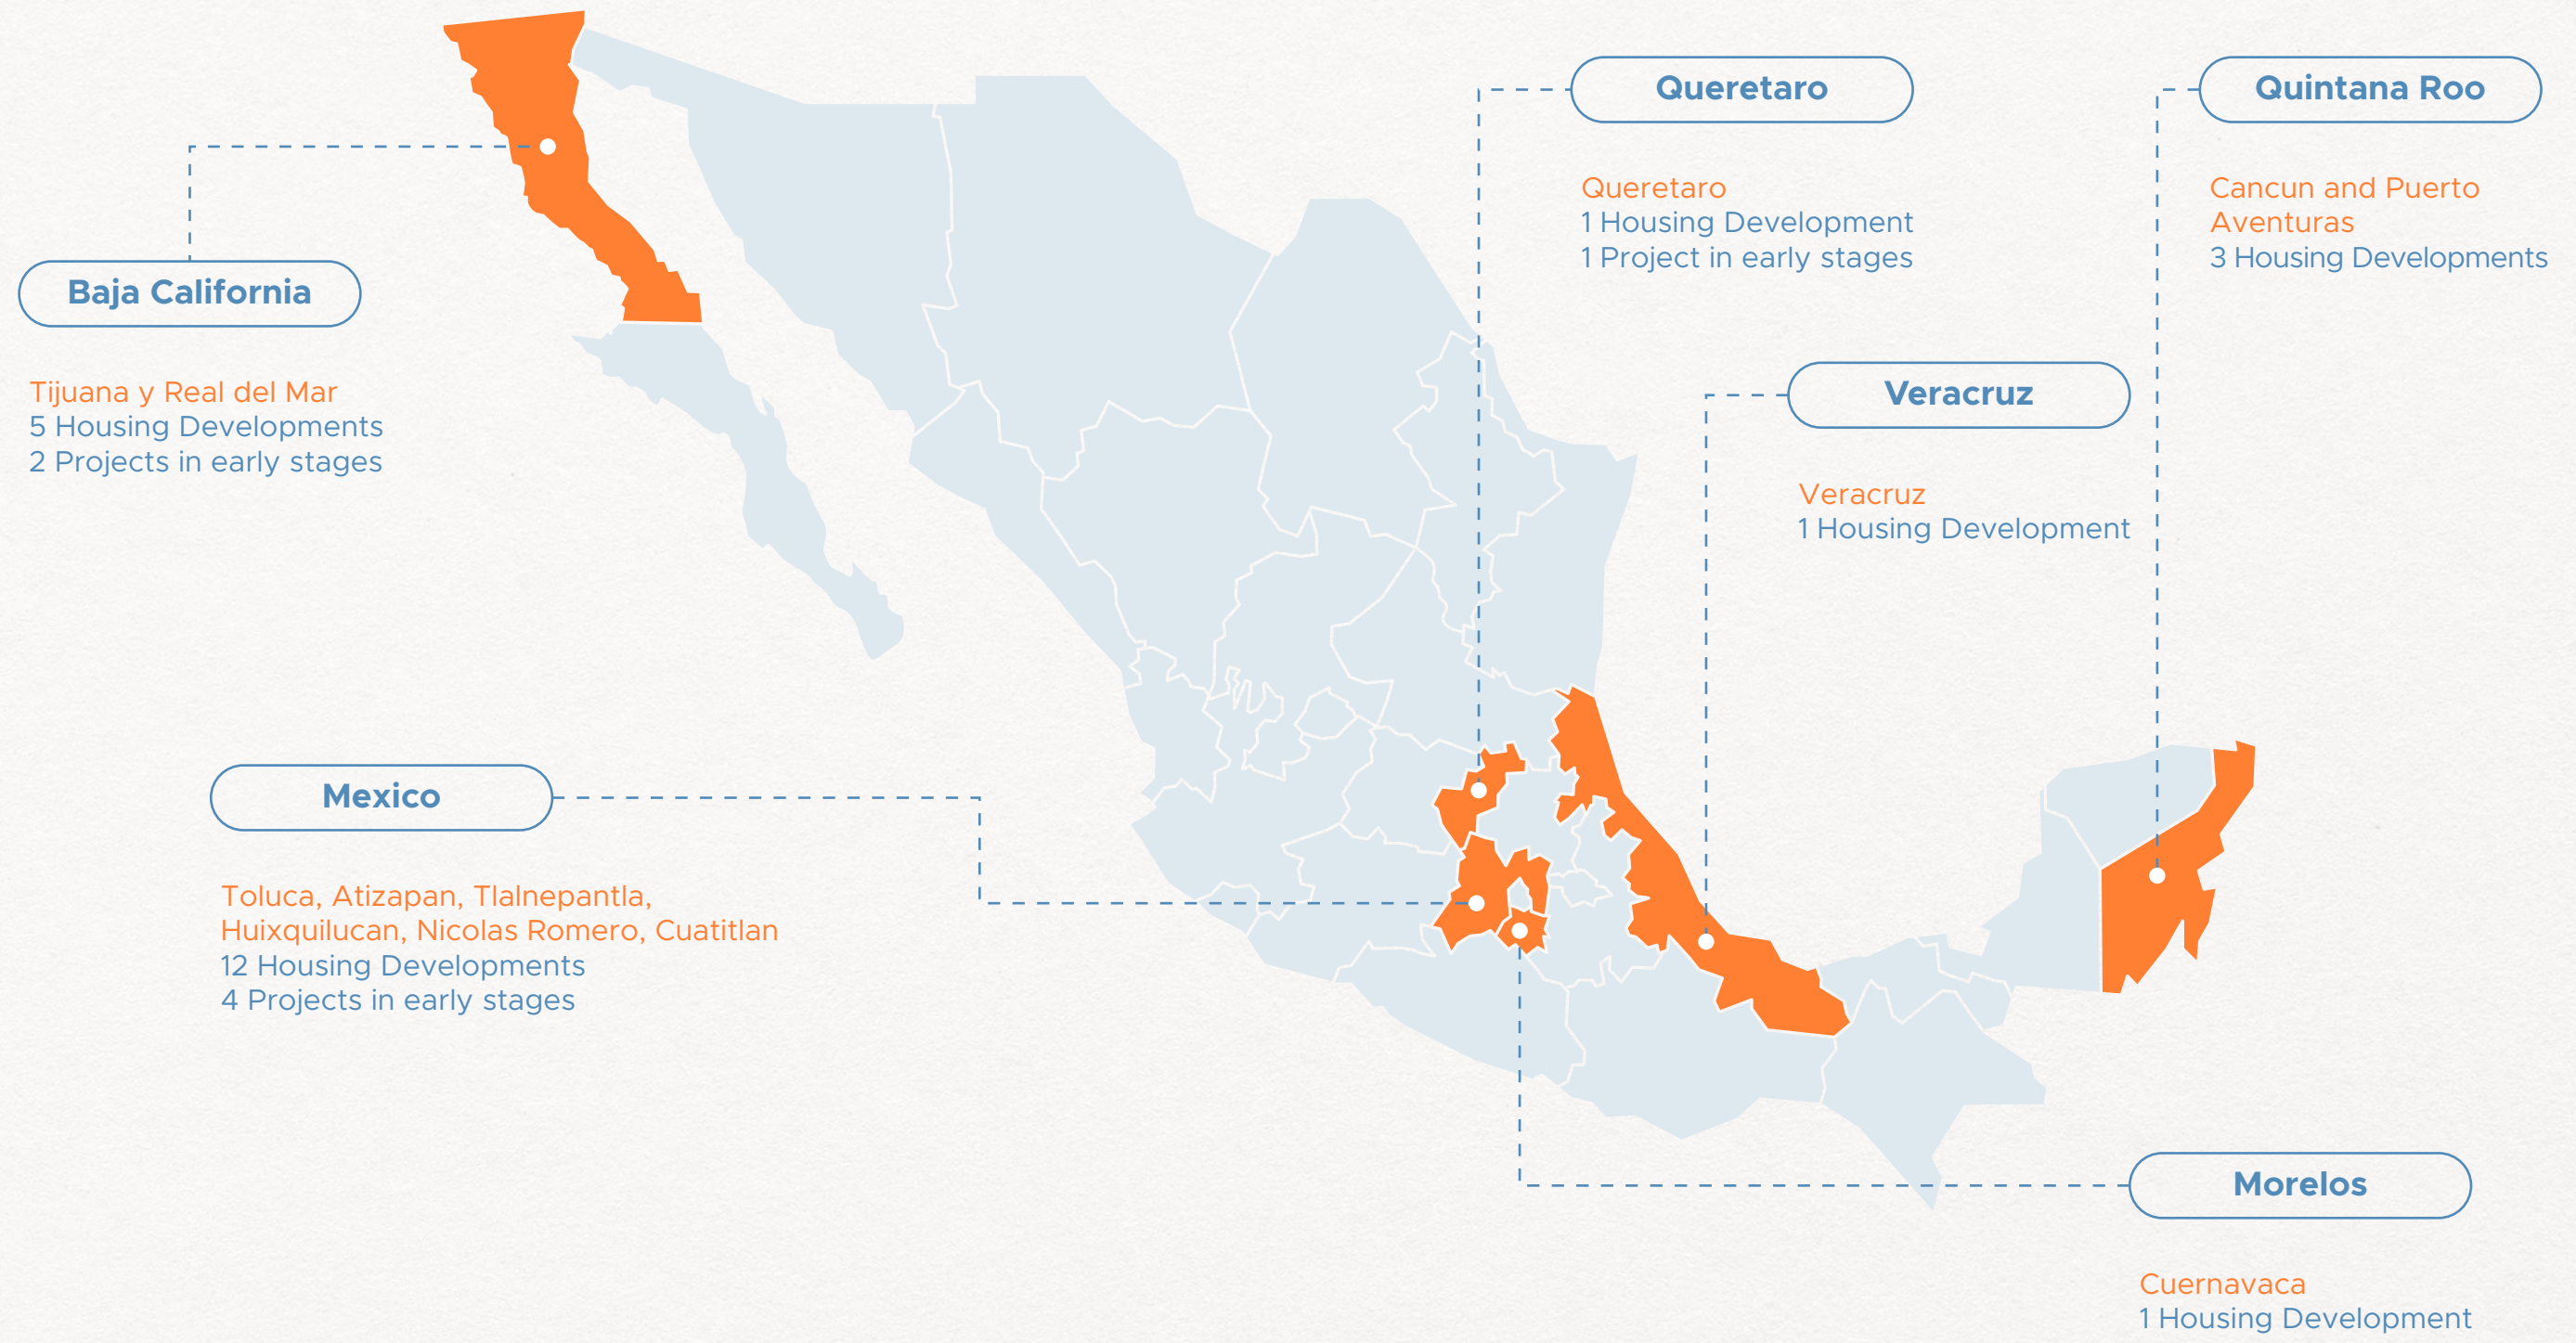 Baja California
Tijuana y Real del Mar
5 Housing Developments
2 Projects in early stages
Mexico
Toluca, Atizapan, Tlalnepantla,
Huixquilucan, Nicolas Romero, Cuatitlan
12 Housing Developments
4 Projects in early stages
Queretaro
Queretaro
1 Housing Development
1 Project in early stages
Veracruz
Veracruz
1 Housing Development
Quintana Roo
Cancun and Puerto
Aventuras
3 Housing Developments
Morelos
Cuernavaca
1 Housing Development